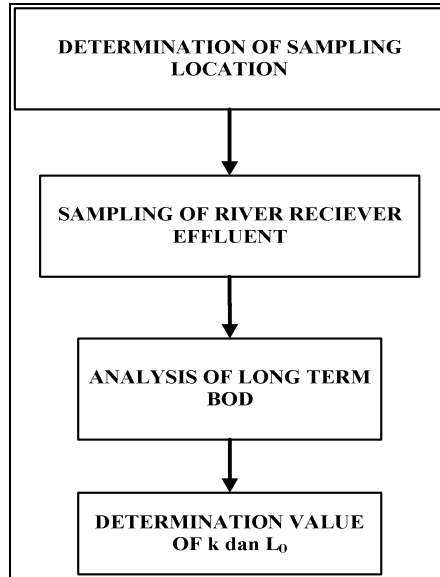 DETERMINATION OF SAMPLING
LOCATION
SAMPLING OF RIVER RECIEVER
EFFLUENT
ANALYSIS OF LONG TERM
BOD
DETERMINATION VALUE
OF k dan L₀